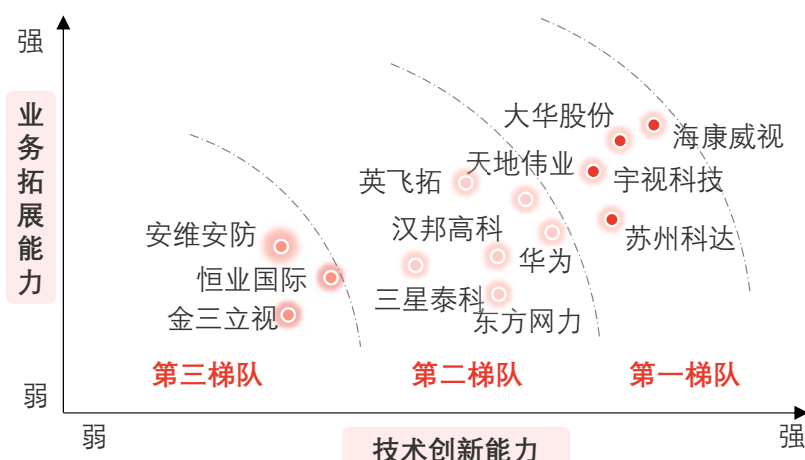 强
业务拓展能力
大华股份
海康威视
天地伟业
英飞拓
宇视科技
安维安防
汉邦高科
苏州科达
恒业国际
华为
三星泰科
金三立视
东方网力
第三梯队
第二梯队
第一梯队
弱
弱
技术创新能力
强